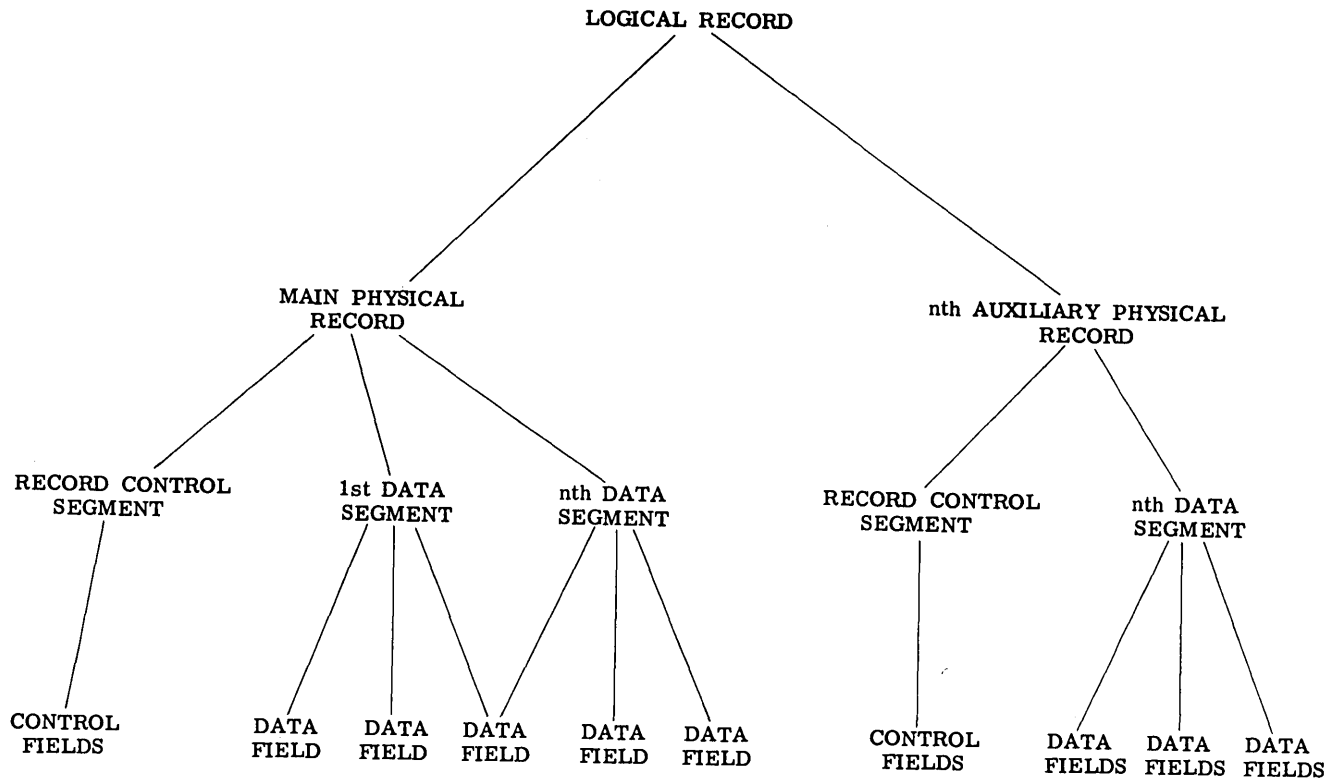 LOGICAL RECORD
MAIN PHYSICAL
RECORD
nth AUXILIARY PHYSICAL
RECORD
RECORD CONTROL
SEGMENT
1st DATA
SEGMENT
nth DATA
SEGMENT
RECORD CONTROL
SEGMENT
nth DATA
SEGMENT
CONTROL
FIELDS
DATA
FIELD
DATA
FIELD
DATA
FIELD
DATA
FIELD
DATA
FIELD
CONTROL
FIELDS
DATA
FIELDS
DATA
FIELDS
DATA
FIELDS